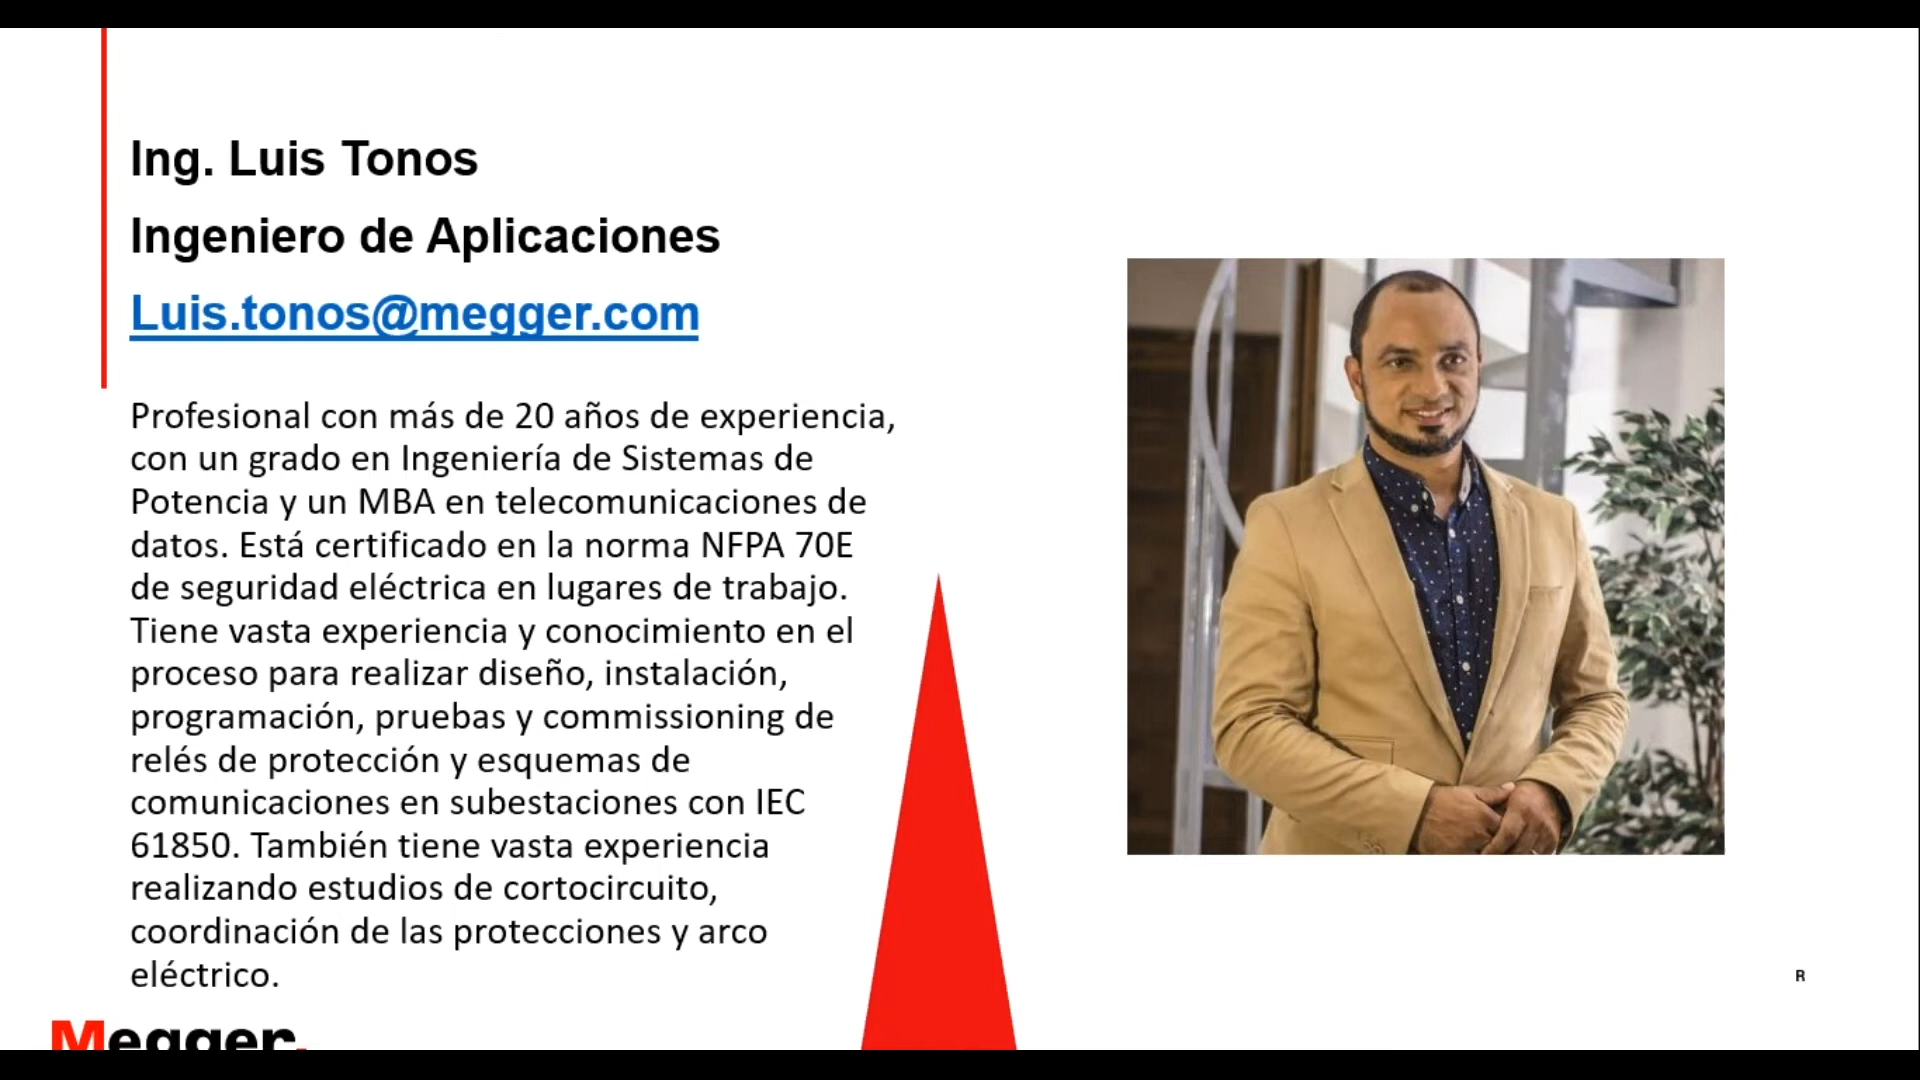 Ing. Luis Tonos
Ingeniero de Aplicaciones
Luis.tonos@megger.com
Profesional con más de 20 años de experiencia,
con un grado en Ingeniería de Sistemas de
Potencia y un MBA en telecomunicaciones de
datos. Está certificado en la norma NFPA 70E
de seguridad eléctrica en lugares de trabajo.
Tiene vasta experiencia y conocimiento en el
proceso para realizar diseño, instalación,
programación, pruebas y commissioning de
relés de protección y esquemas de
comunicaciones en subestaciones con IEC
61850. También tiene vasta experiencia
realizando estudios de cortocircuito,
coordinación de las protecciones y arco
eléctrico.
R
Megger.